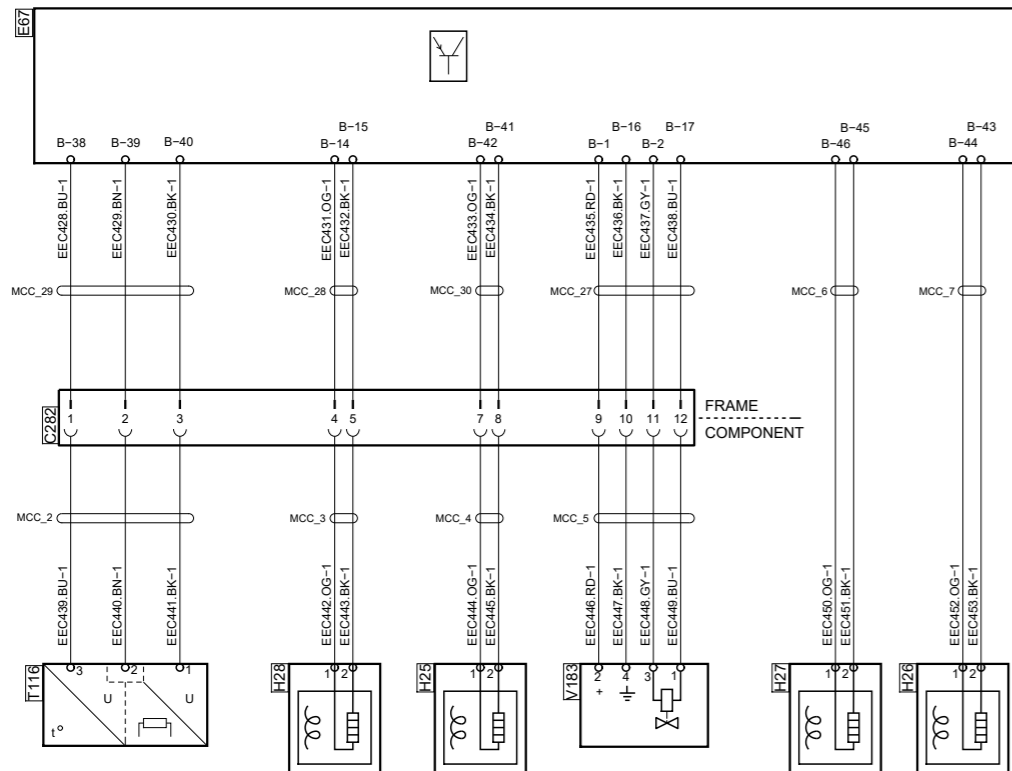 E67
B-15 B-41 B-16 B-17 B-45 B-43
B-38 B-39 B-40 B-14 B-42 B-1 B-2 B-46 B-44
EEC428.BU-1 EEC429.BN-1 EEC430.BK-1 EEC431.OG-1 EEC432.BK-1 EEC433.OG-1 EEC434.BK-1 EEC435.RD-1 EEC436.BK-1 EEC437.GY-1 EEC438.BU-1
MCC_29 MCC_28 MCC_30 MCC_27 MCC_6 MCC_7
C282
1 2 3 4 5 7 8 9 10 11 12
FRAME
COMPONENT
MCC_2 MCC_3 MCC_4 MCC_5
EEC439.BU-1 EEC440.BN-1 EEC441.BK-1 EEC442.OG-1 EEC443.BK-1 EEC444.OG-1 EEC445.BK-1 EEC446.RD-1 EEC447.BK-1 EEC448.GY-1 EEC449.BU-1 EEC450.OG-1 EEC451.BK-1 EEC452.OG-1 EEC453.BK-1
T116 H28 H25 V183 H27 H26
3 2 1 1 2 1 2 2 4 3 1 1 2 1 2
+
U U
t°